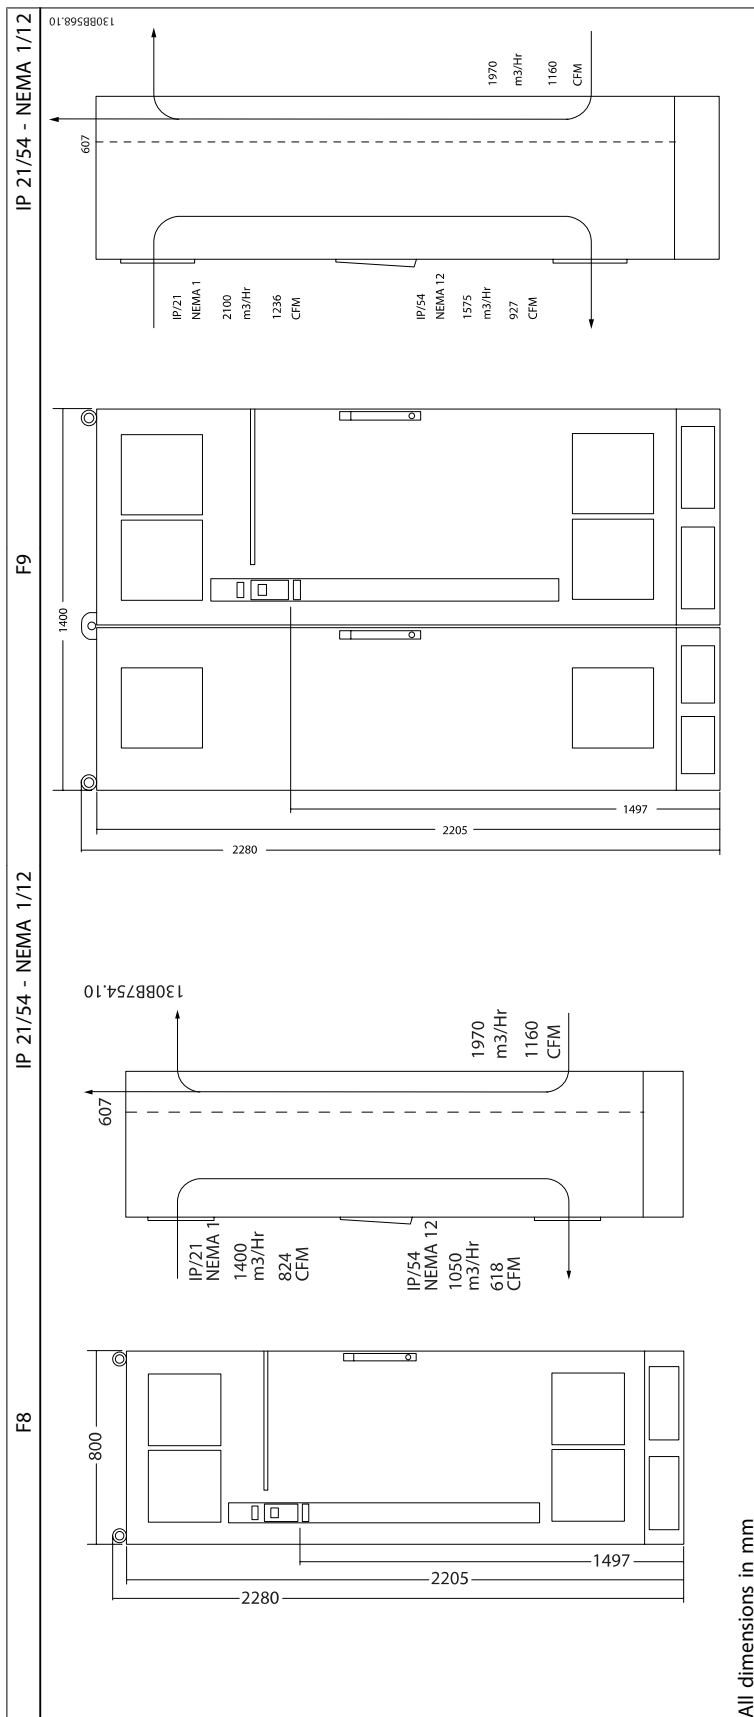 F8
IP 21/54 - NEMA 1/12
F9
IP 21/54 - NEMA 1/12
800
2280
2205
1497
130BB754.10
607
IP/21
NEMA 1
1400
m3/Hr
824
CFM
IP/54
NEMA 12
1050
m3/Hr
618
CFM
1970
m3/Hr
1160
CFM
1400
2280
2205
1497
130BB568.10
607
IP/21
NEMA 1
2100
m3/Hr
1236
CFM
IP/54
NEMA 12
1575
m3/Hr
927
CFM
1970
m3/Hr
1160
CFM
All dimensions in mm